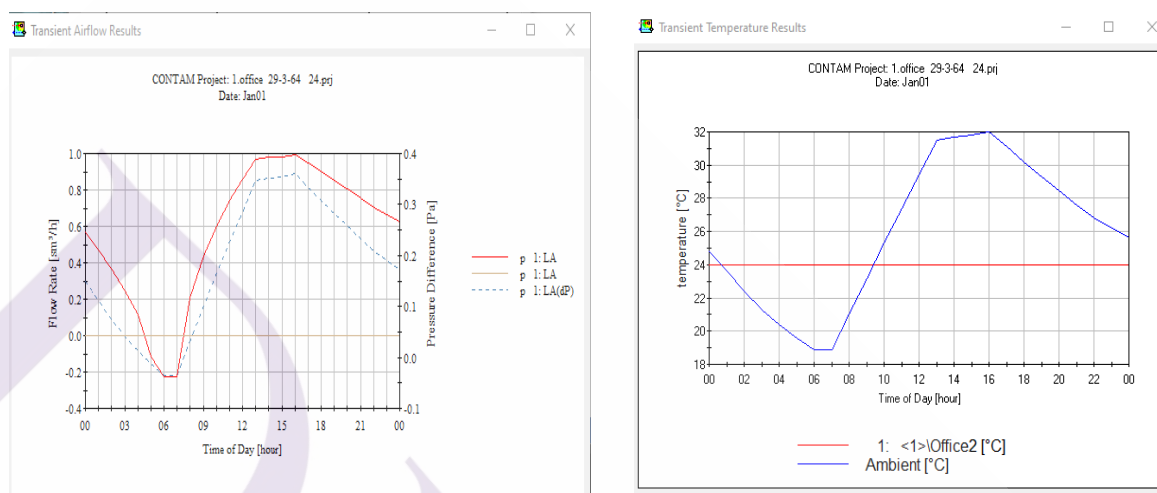 Transient Airflow Results
CONTAM Project: 1.office 29-3-64 24.prj
Date: Jan01
Flow Rate [sm³/h]
1.0
0.8
0.6
0.4
0.2
0.0
-0.2
-0.4
0.4
0.3
0.2
0.1
0.0
-0.1
Pressure Difference [Pa]
00 03 06 09 12 15 18 21 00
Time of Day [hour]
p 1: LA
p 1: LA
p 1: LA(dP)
Transient Temperature Results
CONTAM Project: 1.office 29-3-64 24.prj
Date: Jan01
temperature [°C]
32
30
28
26
24
22
20
18
00 02 04 06 08 10 12 14 16 18 20 22 00
Time of Day [hour]
1: <1>\Office2 [°C]
Ambient [°C]